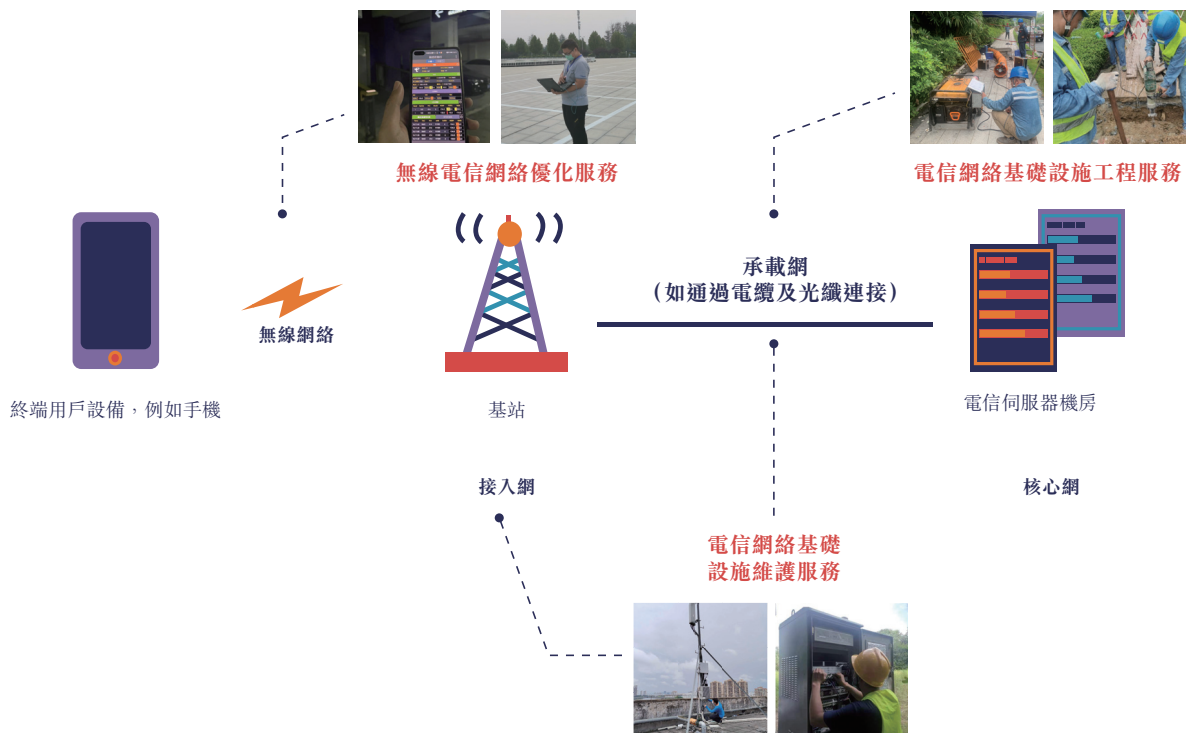 無線電信網絡優化服務
電信網絡基礎設施工程服務
承載網
(如通過電纜及光纖連接)
無線網絡
終端用戶設備，例如手機
基站
電信伺服器機房
接入網
核心網
電信網絡基礎
設施維護服務